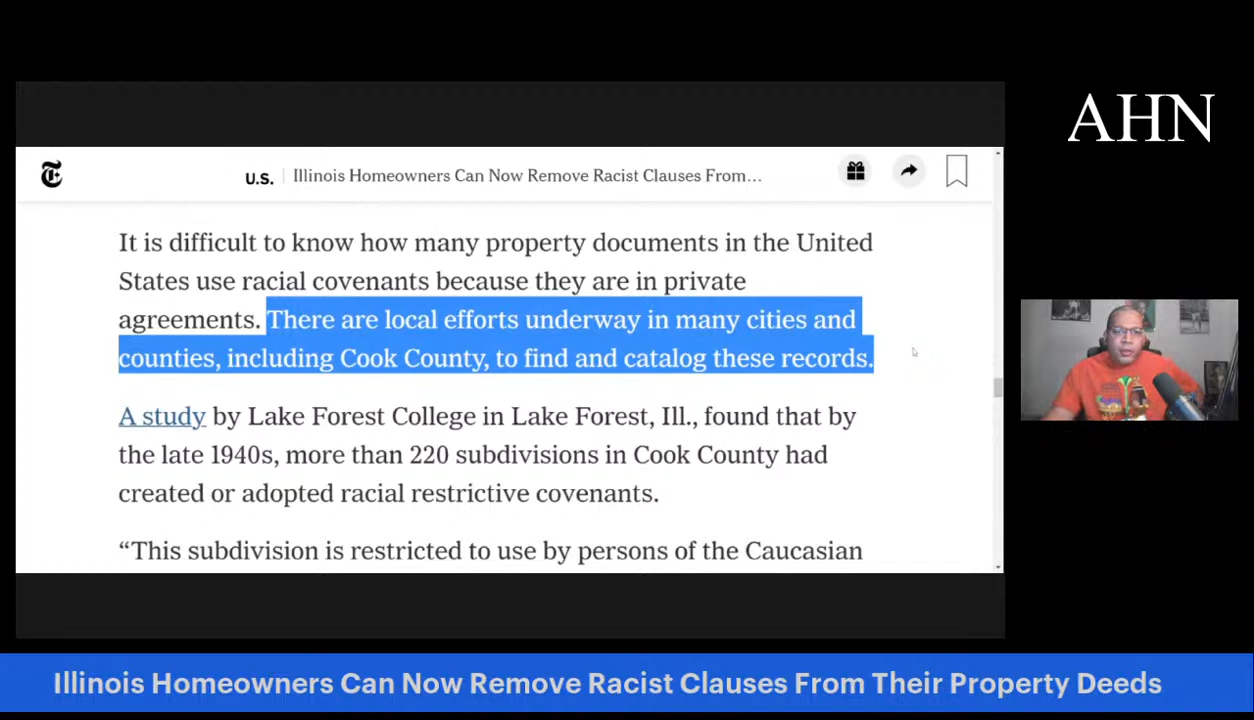 AHN
U.S. Illinois Homeowners Can Now Remove Racist Clauses From…
It is difficult to know how many property documents in the United
States use racial covenants because they are in private
agreements. There are local efforts underway in many cities and
counties, including Cook County, to find and catalog these records.
A study by Lake Forest College in Lake Forest, Ill., found that by
the late 1940s, more than 220 subdivisions in Cook County had
created or adopted racial restrictive covenants.
“This subdivision is restricted to use by persons of the Caucasian
Illinois Homeowners Can Now Remove Racist Clauses From Their Property Deeds